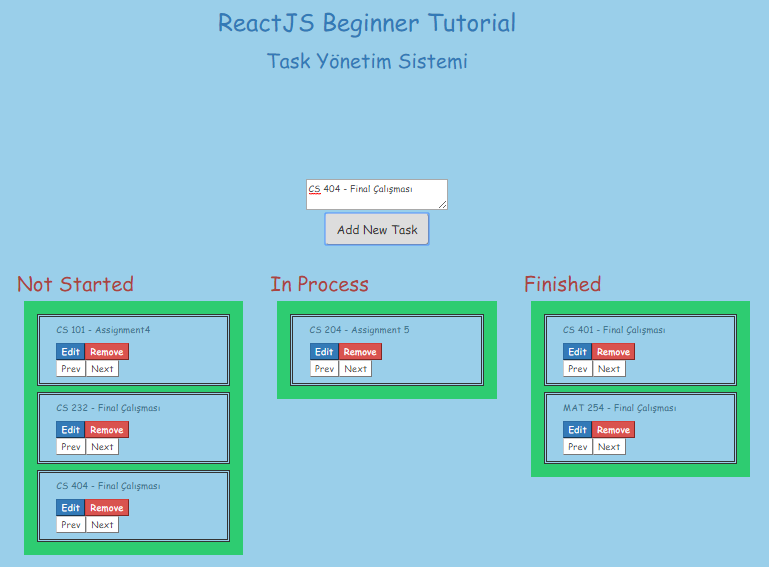 ReactJS Beginner Tutorial
Task Yönetim Sistemi
CS 404 - Final Çalışması
Add New Task
Not Started
CS 101 - Assignment4
Edit Remove
Prev Next
CS 232 - Final Çalışması
Edit Remove
Prev Next
CS 404 - Final Çalışması
Edit Remove
Prev Next
In Process
CS 204 - Assignment 5
Edit Remove
Prev Next
Finished
CS 401 - Final Çalışması
Edit Remove
Prev Next
MAT 254 - Final Çalışması
Edit Remove
Prev Next